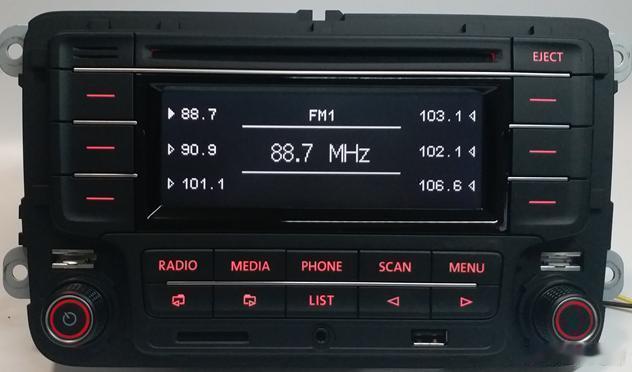 EJECT
88.7 FM1 103.1
90.9 88.7 MHz 102.1
101.1 106.6
RADIO MEDIA PHONE SCAN MENU
LIST